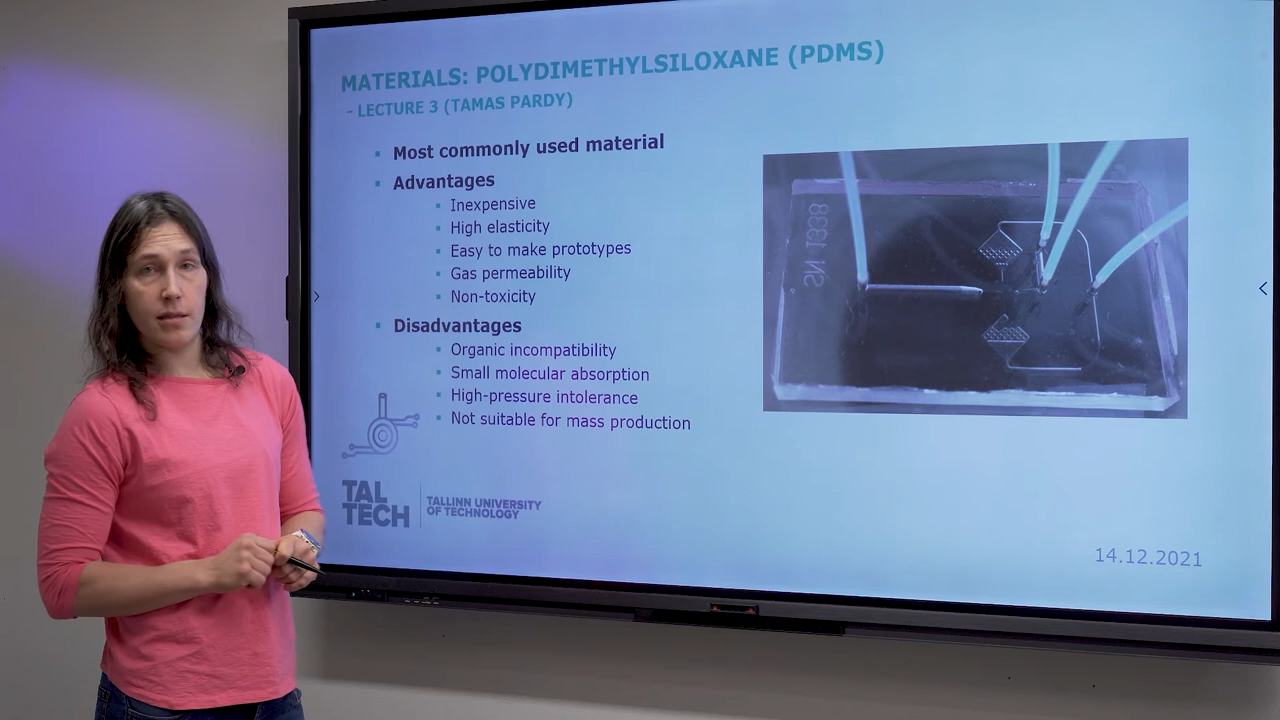 MATERIALS: POLYDIMETHYLSILOXANE (PDMS)
- LECTURE 3 (TAMAS PARDY)
Most commonly used material
Advantages
Inexpensive
High elasticity
Easy to make prototypes
Gas permeability
Non-toxicity
Disadvantages
Organic incompatibility
Small molecular absorption
High-pressure intolerance
Not suitable for mass production
SN 1338
TAL
TECH
TALLINN UNIVERSITY
OF TECHNOLOGY
14.12.2021